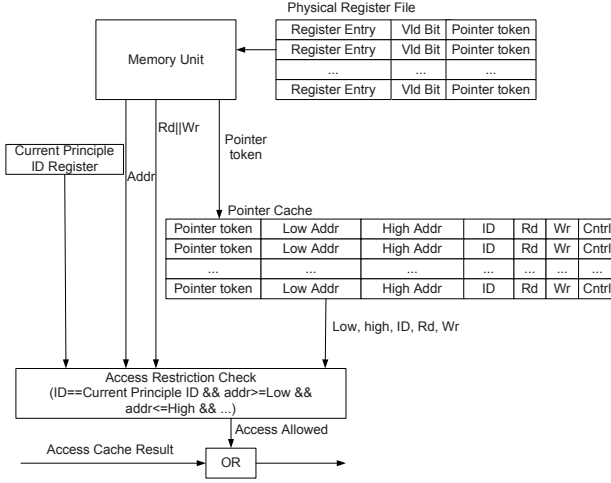 Physical Register File
Register Entry Vld Bit Pointer token
Register Entry Vld Bit Pointer token
... ... ...
Register Entry Vld Bit Pointer token
Memory Unit
Rd||Wr
Pointer
token
Current Principle
ID Register
Addr
Pointer Cache
Pointer token Low Addr High Addr ID Rd Wr Cntrl
Pointer token Low Addr High Addr ID Rd Wr Cntrl
... ... ... ... ... ... ...
Pointer token Low Addr High Addr ID Rd Wr Cntrl
Low, high, ID, Rd, Wr
Access Restriction Check
(ID==Current Principle ID && addr>=Low &&
addr<=High && ...)
Access Allowed
Access Cache Result
OR